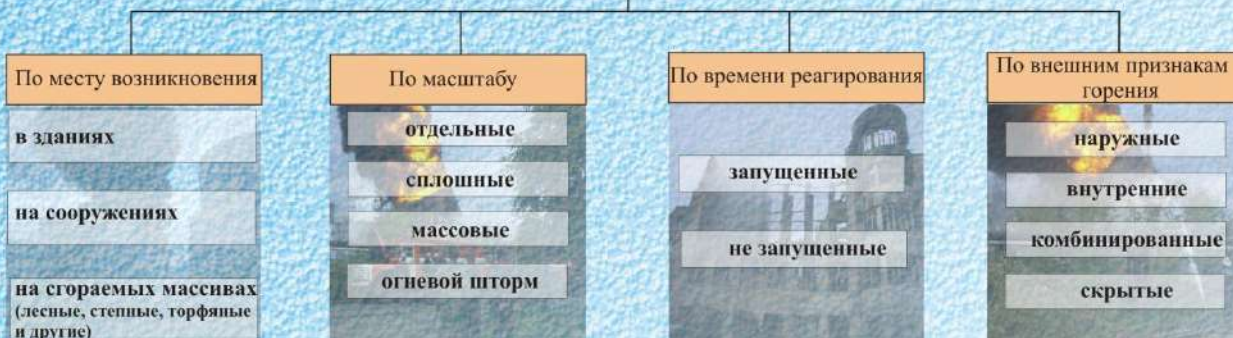 По месту возникновения
в зданиях
на сооружениях
на сгораемых массивах
(лесные, степные, торфяные
и другие)
По масштабу
отдельные
сплошные
массовые
огневой шторм
По времени реагирования
запущенные
не запущенные
По внешним признакам
горения
наружные
внутренние
комбинированные
скрытые